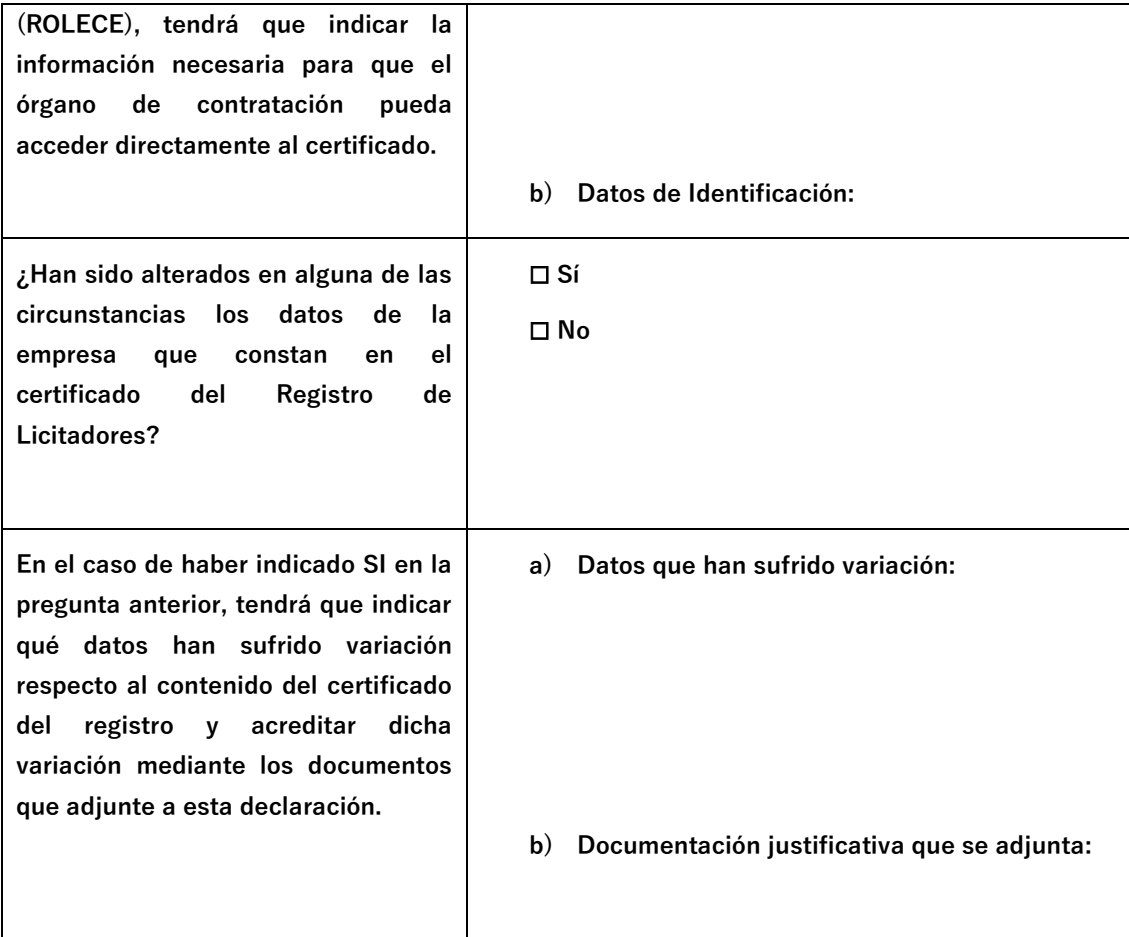 (ROLECE), tendrá que indicar la
información necesaria para que el
órgano de contratación pueda
acceder directamente al certificado.
b) Datos de Identificación:
¿Han sido alterados en alguna de las
circunstancias los datos de la
empresa que constan en el
certificado del Registro de
Licitadores?
☐ Sí
☐ No
En el caso de haber indicado SI en la
pregunta anterior, tendrá que indicar
qué datos han sufrido variación
respecto al contenido del certificado
del registro y acreditar dicha
variación mediante los documentos
que adjunte a esta declaración.
a) Datos que han sufrido variación:
b) Documentación justificativa que se adjunta: